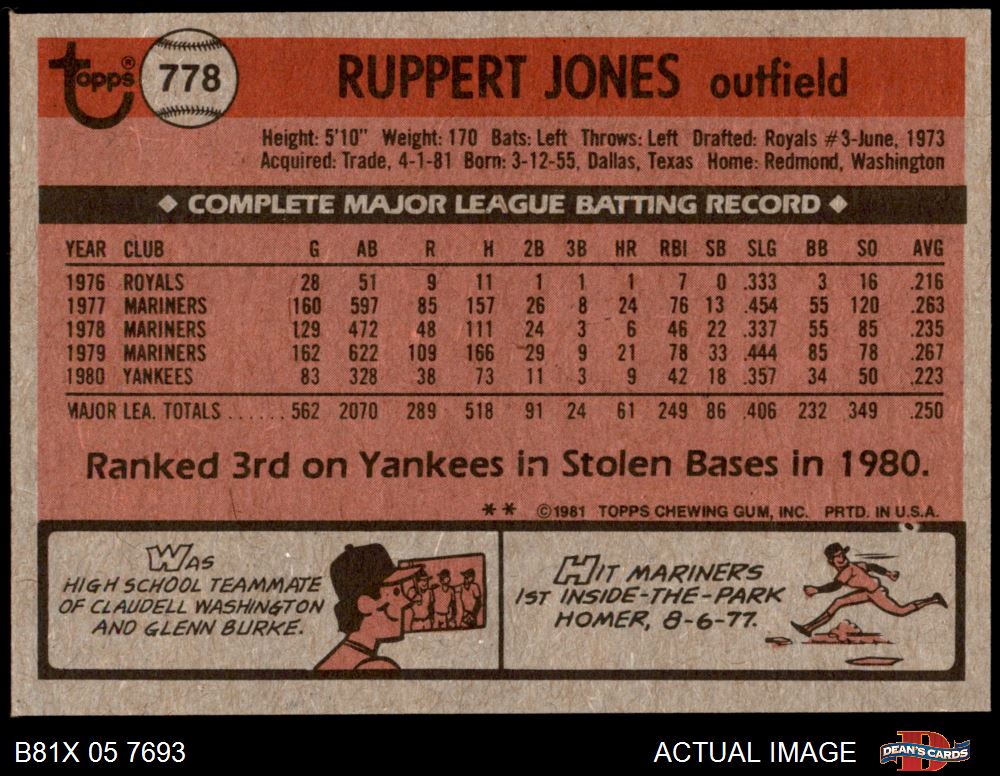 Topps® 778 RUPPERT JONES outfield
Height: 5'10" Weight: 170 Bats: Left Throws: Left Drafted: Royals #3-June, 1973
Acquired: Trade, 4-1-81 Born: 3-12-55, Dallas, Texas Home: Redmond, Washington
COMPLETE MAJOR LEAGUE BATTING RECORD
YEAR CLUB G AB R H 2B 3B HR RBI SB SLG BB SO AVG
1976 ROYALS 28 51 9 11 1 1 1 7 0 .333 3 16 .216
1977 MARINERS 160 597 85 157 26 8 24 76 13 .454 55 120 .263
1978 MARINERS 129 472 48 111 24 3 6 46 22 .337 55 85 .235
1979 MARINERS 162 622 109 166 29 9 21 78 33 .444 85 78 .267
1980 YANKEES 83 328 38 73 11 3 9 42 18 .357 34 50 .223
MAJOR LEA. TOTALS ...... 562 2070 289 518 91 24 61 249 86 .406 232 349 .250
Ranked 3rd on Yankees in Stolen Bases in 1980.
** ©1981 TOPPS CHEWING GUM, INC. PRTD. IN U.S.A.
WAS
HIGH SCHOOL TEAMMATE
OF CLAUDELL WASHINGTON
AND GLENN BURKE.
HIT MARINERS
1ST INSIDE-THE-PARK
HOMER, 8-6-77.
B81X 05 7693 ACTUAL IMAGE DEAN'S CARDS